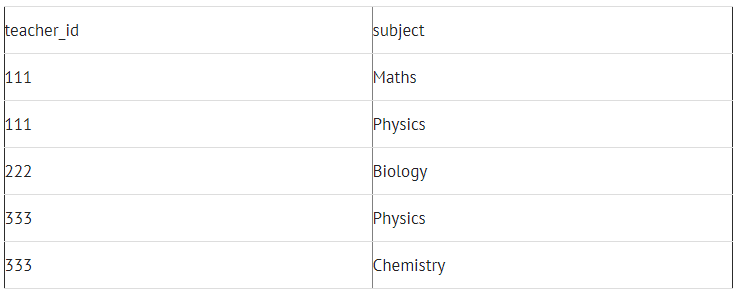 teacher_id subject
111 Maths
111 Physics
222 Biology
333 Physics
333 Chemistry